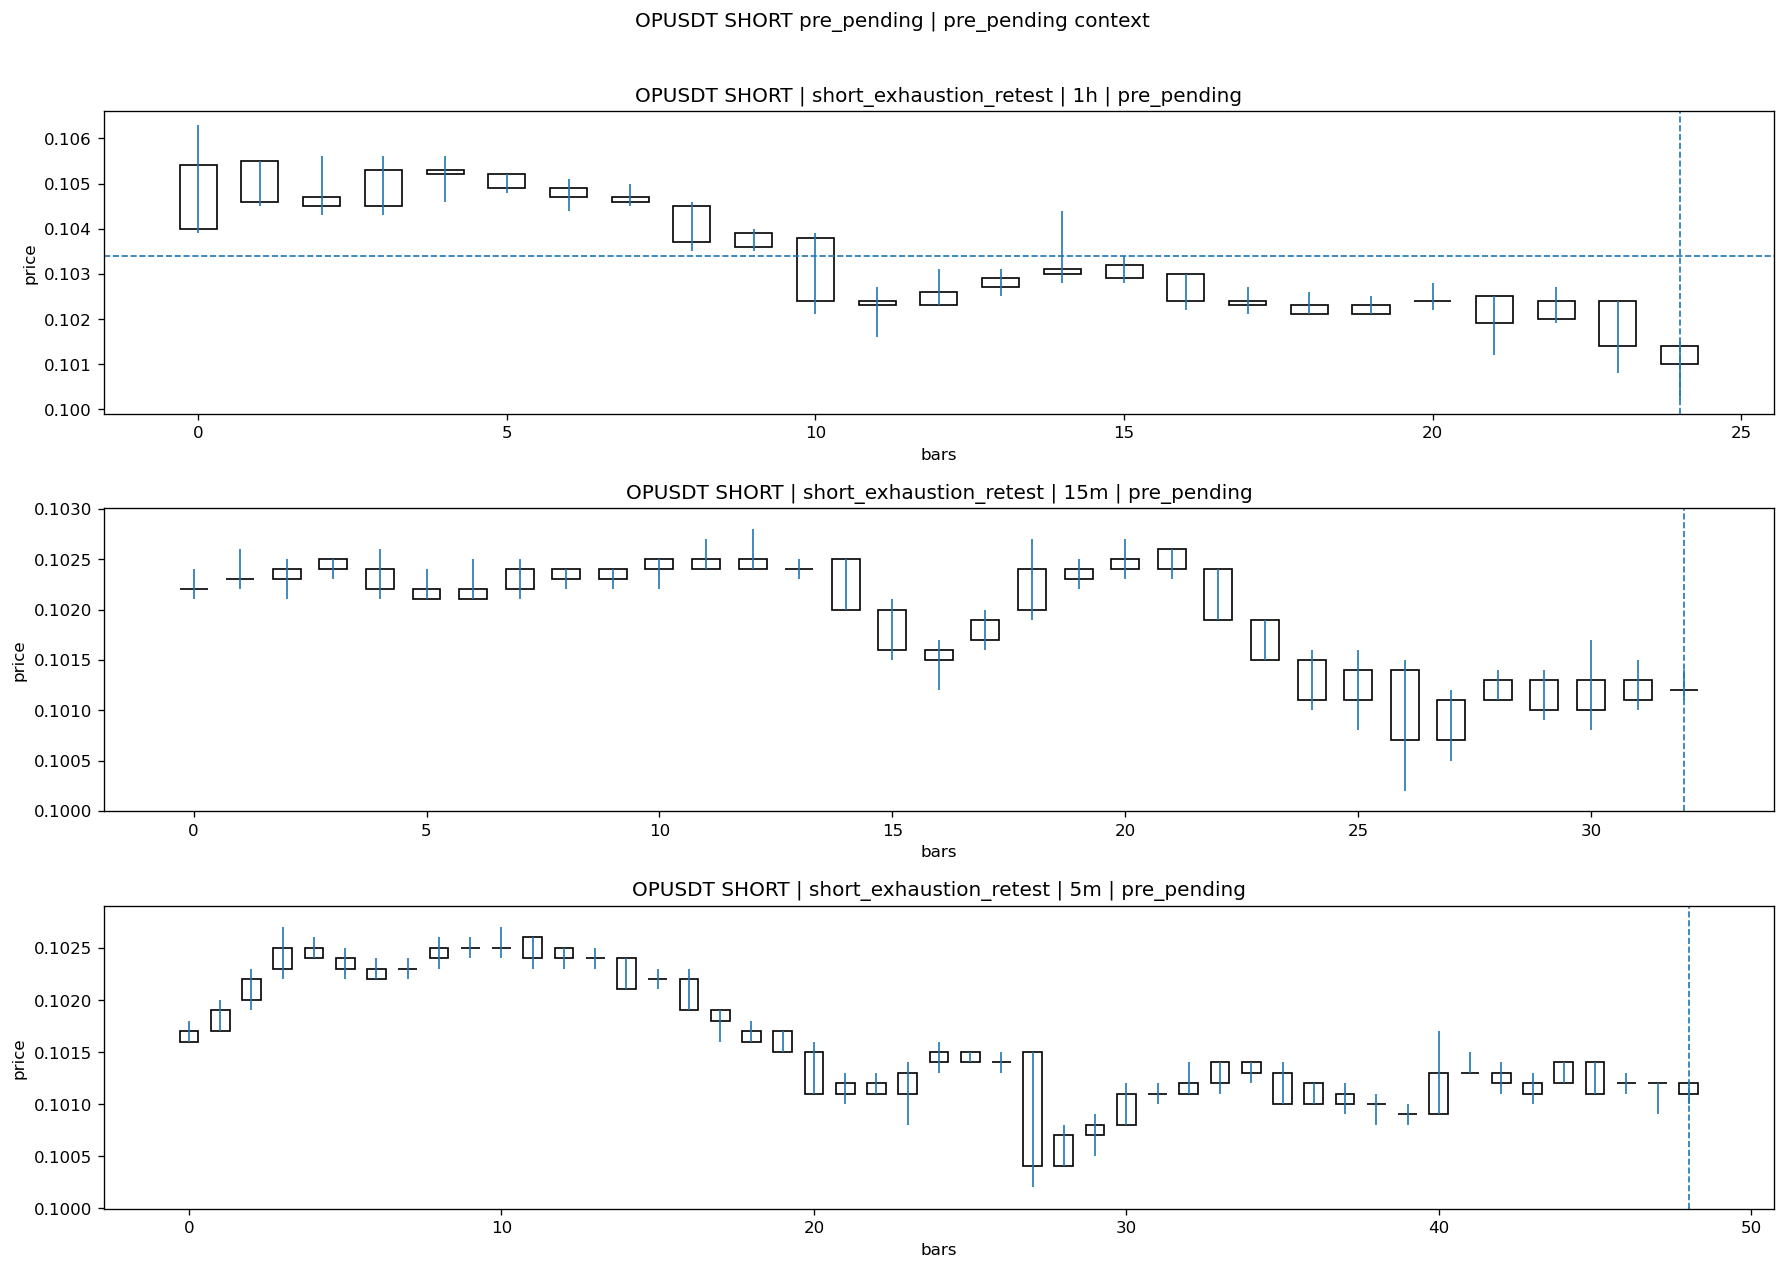 OPUSDT SHORT pre_pending | pre_pending context
OPUSDT SHORT | short_exhaustion_retest | 1h | pre_pending
0.106
0.105
0.104
0.103
0.102
0.101
0.100
price
0 5 10 15 20 25
bars
OPUSDT SHORT | short_exhaustion_retest | 15m | pre_pending
0.1030
0.1025
0.1020
0.1015
0.1010
0.1005
0.1000
price
0 5 10 15 20 25 30
bars
OPUSDT SHORT | short_exhaustion_retest | 5m | pre_pending
0.1025
0.1020
0.1015
0.1010
0.1005
0.1000
price
0 10 20 30 40 50
bars